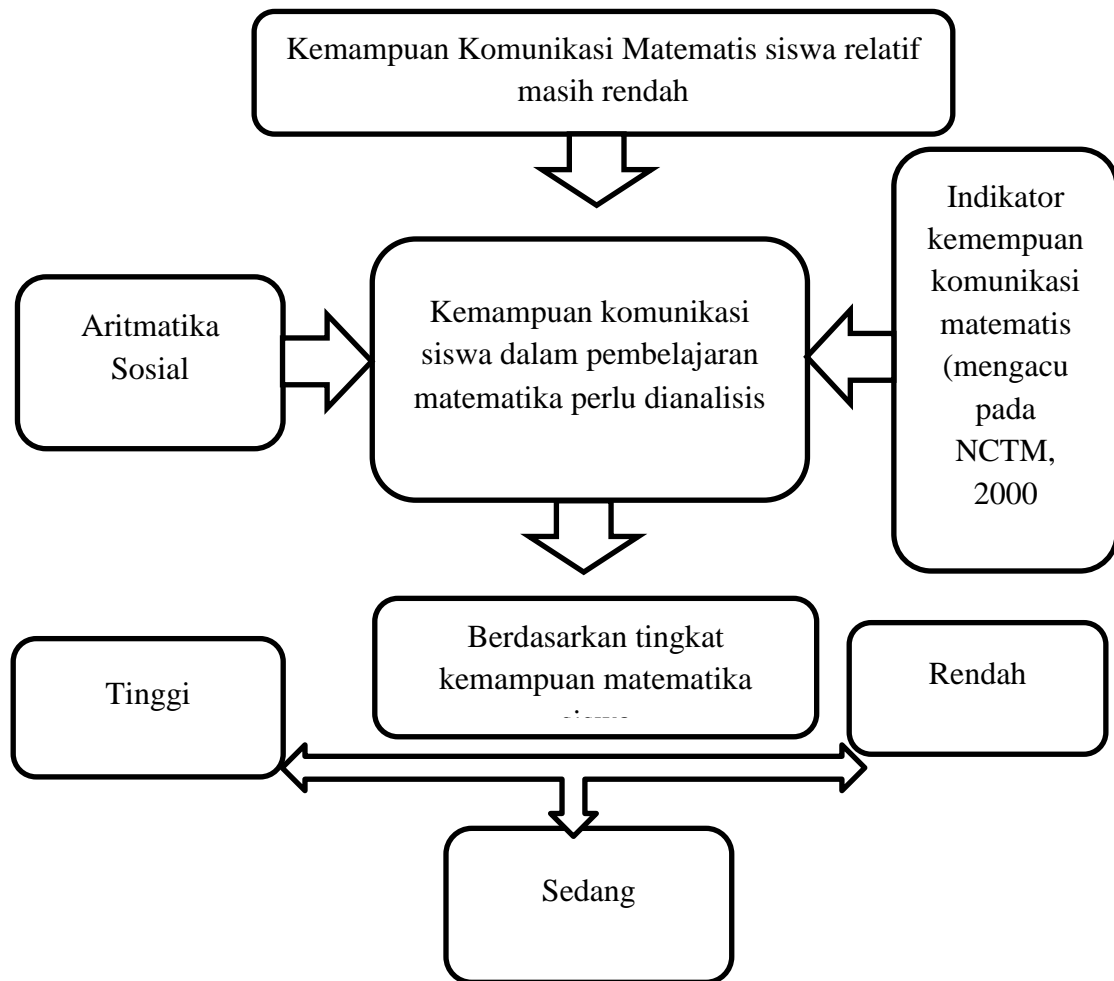 Kemampuan Komunikasi Matematis siswa relatif
masih rendah
Aritmatika
Sosial
Kemampuan komunikasi
siswa dalam pembelajaran
matematika perlu dianalisis
Indikator
kemempuan
komunikasi
matematis
(mengacu
pada
NCTM,
2000
Berdasarkan tingkat
kemampuan matematika
Tinggi
Rendah
Sedang